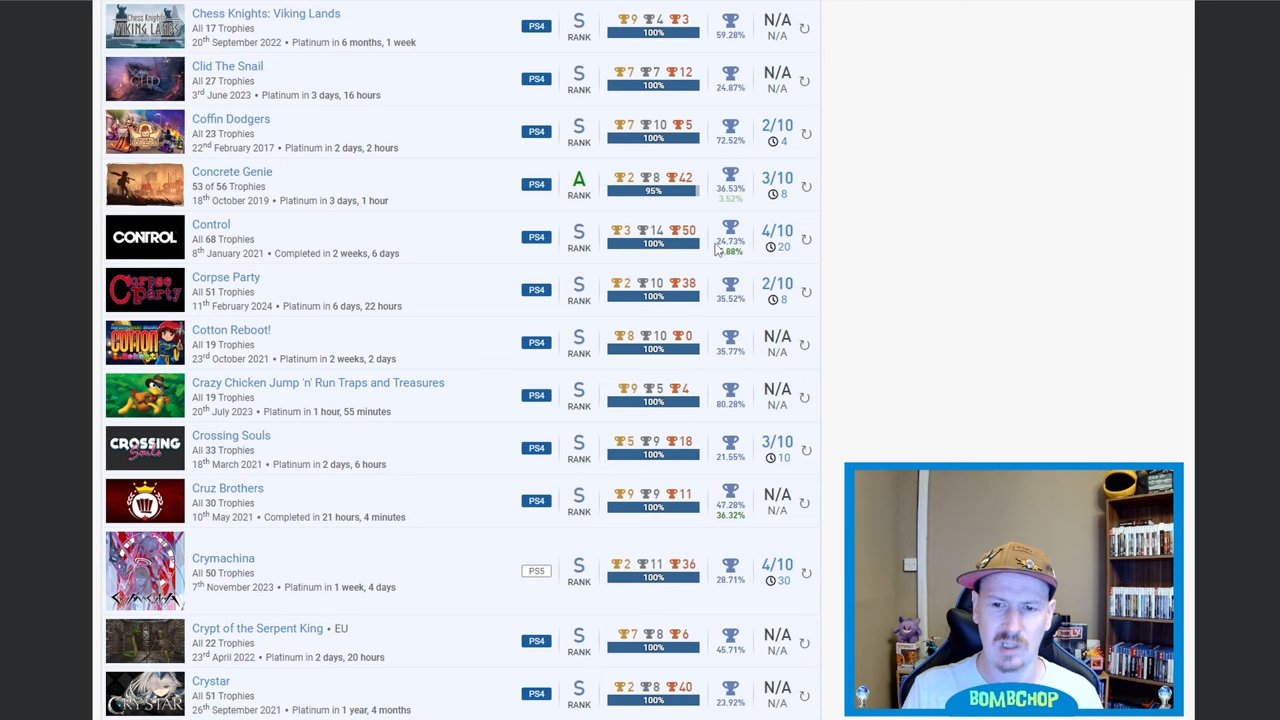 Chess Knights: Viking Lands
All 17 Trophies
20th September 2022 • Platinum in 6 months, 1 week
PS4
S
RANK
9 4 3
100%
59.28%
N/A
N/A
Clid The Snail
All 27 Trophies
3rd June 2023 • Platinum in 3 days, 16 hours
PS4
S
RANK
7 7 12
100%
24.87%
N/A
N/A
Coffin Dodgers
All 23 Trophies
22nd February 2017 • Platinum in 2 days, 2 hours
PS4
S
RANK
7 10 5
100%
72.52%
2/10
4
Concrete Genie
53 of 56 Trophies
18th October 2019 • Platinum in 3 days, 1 hour
PS4
A
RANK
2 8 42
95%
36.53%
3.52%
3/10
8
CONTROL
Control
All 68 Trophies
8th January 2021 • Completed in 2 weeks, 6 days
PS4
S
RANK
3 14 50
100%
24.73%
4/10
20
Corpse Party
Corpse Party
All 51 Trophies
11th February 2024 • Platinum in 6 days, 22 hours
PS4
S
RANK
2 10 38
100%
35.52%
2/10
8
COTTON
Cotton Reboot!
All 19 Trophies
23rd October 2021 • Platinum in 2 weeks, 2 days
PS4
S
RANK
8 10 0
100%
35.77%
N/A
N/A
Crazy Chicken Jump 'n' Run Traps and Treasures
All 19 Trophies
20th July 2023 • Platinum in 1 hour, 55 minutes
PS4
S
RANK
9 5 4
100%
80.28%
N/A
N/A
CROSSING
Souls
Crossing Souls
All 33 Trophies
18th March 2021 • Platinum in 2 days, 6 hours
PS4
S
RANK
5 9 18
100%
21.55%
3/10
10
Cruz Brothers
All 30 Trophies
10th May 2021 • Completed in 21 hours, 4 minutes
PS4
S
RANK
9 9 11
100%
47.28%
36.32%
N/A
N/A
Crymachina
All 50 Trophies
7th November 2023 • Platinum in 1 week, 4 days
PS5
S
RANK
2 11 36
100%
28.71%
4/10
30
Crypt of the Serpent King • EU
All 22 Trophies
23rd April 2022 • Platinum in 2 days, 20 hours
PS4
S
RANK
7 8 6
100%
45.71%
N/A
N/A
CRYSTAR
Crystar
All 51 Trophies
26th September 2021 • Platinum in 1 year, 4 months
PS4
S
RANK
2 8 40
100%
23.92%
N/A
N/A
BOMBCHOP